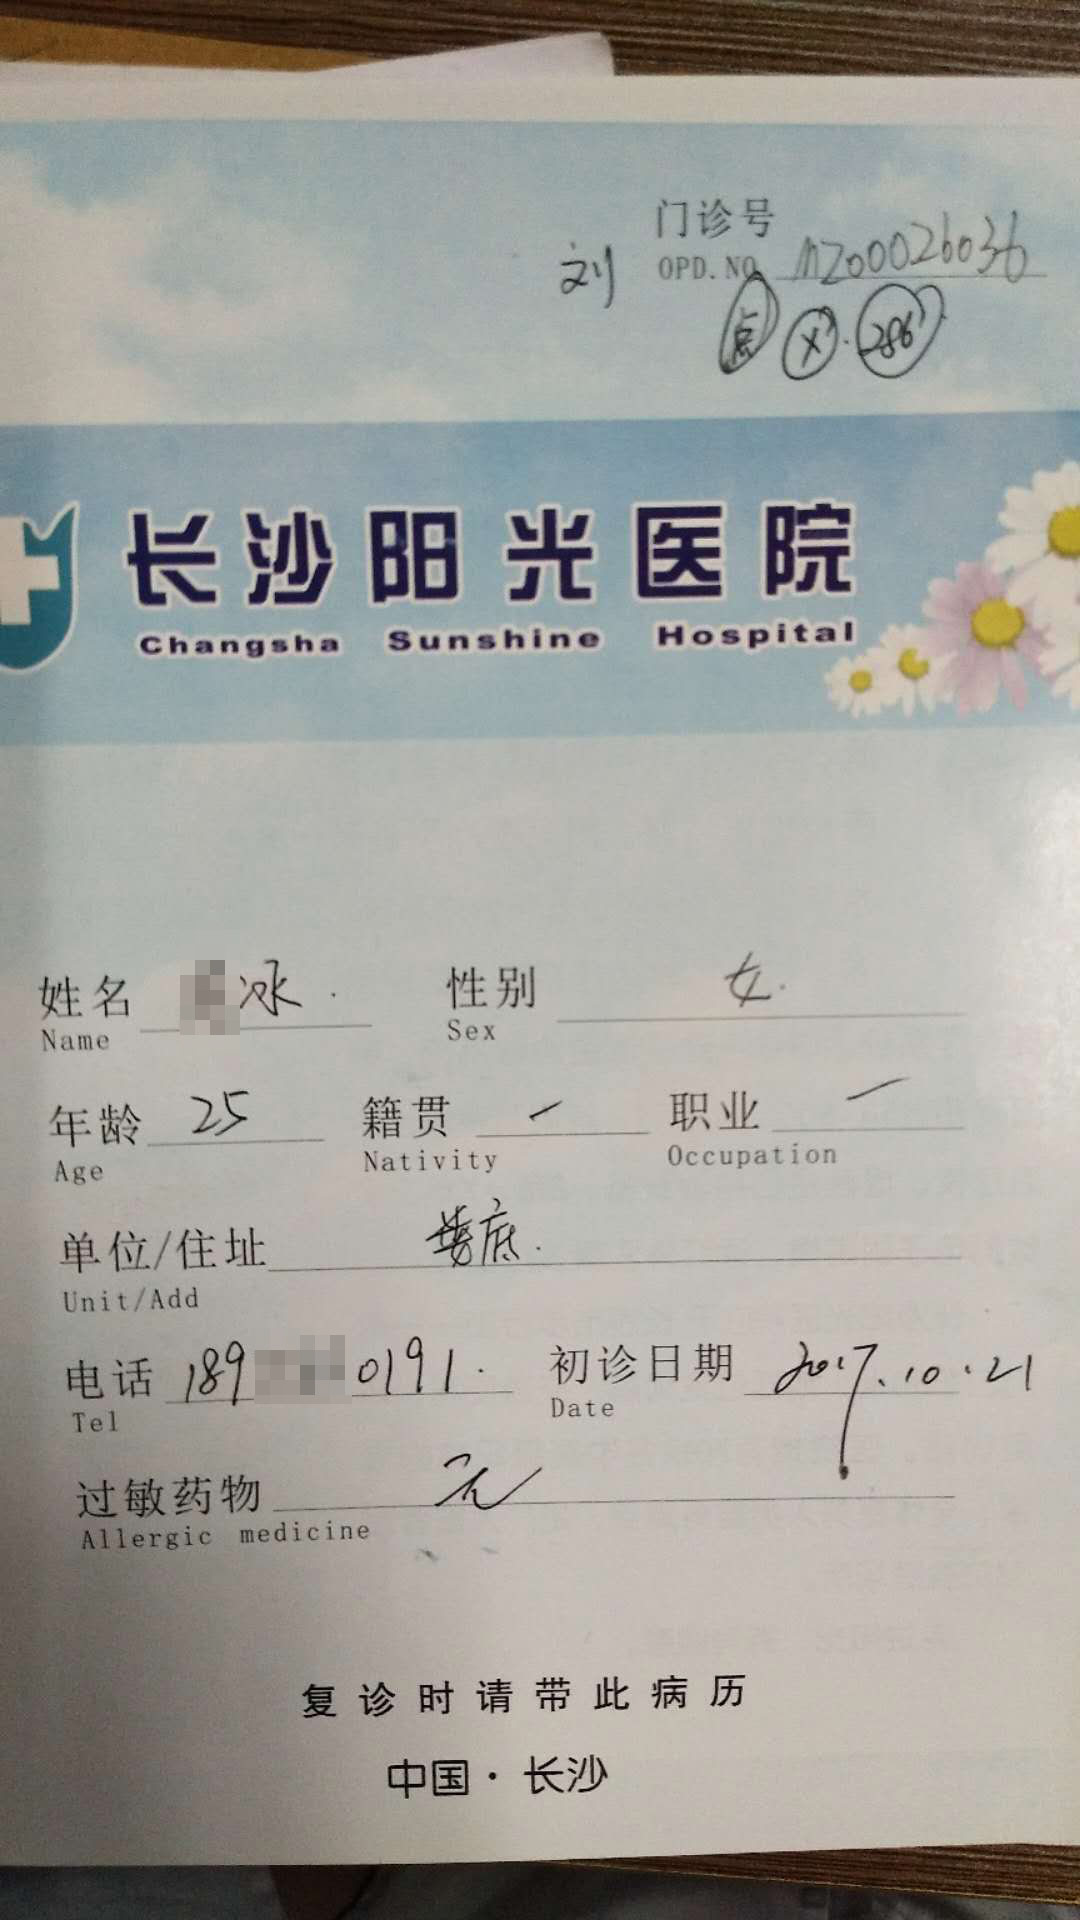 门诊号
刘 OPD.NO mz00026036
286
长沙阳光医院
Changsha Sunshine Hospital
姓名 冰 性别 女
Name Sex
年龄 25 籍贯 一 职业 一
Age Nativity Occupation
单位/住址 娄底
Unit/Add
电话 189 0191 初诊日期 2017.10.21
Tel Date
过敏药物 无
Allergic medicine
复诊时请带此病历
中国·长沙